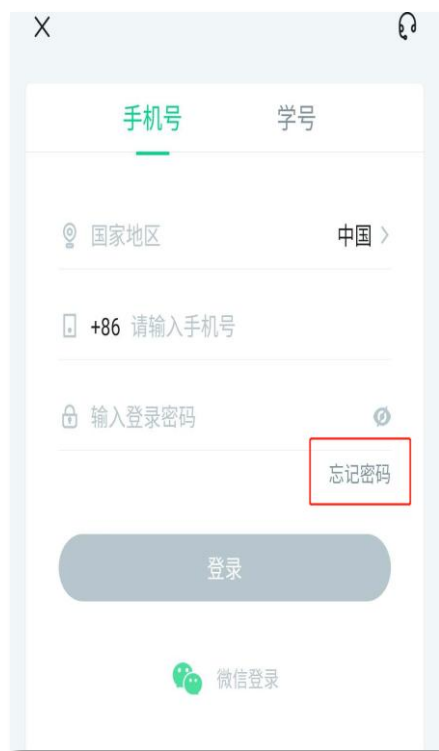 手机号 学号
国家地区 中国
+86 请输入手机号
输入登录密码
忘记密码
登录
微信登录